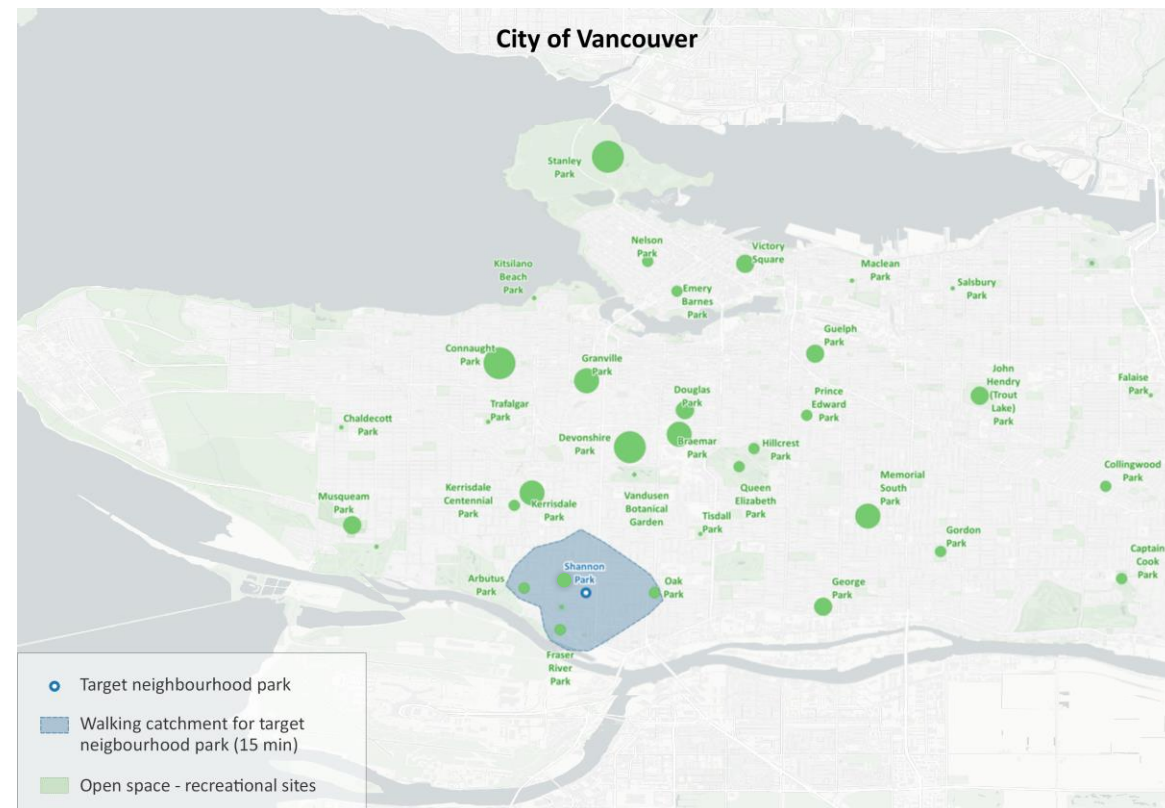 City of Vancouver
Stanley
Park
Nelson
Park
Victory
Square
Kitsilano
Beach
Park
Emery
Barnes
Park
Maclean
Park
Salsbury
Park
Connaught
Park
Granville
Park
Guelph
Park
Douglas
Park
Prince
Edward
Park
John
Hendry
(Trout
Lake)
Park
Falaise
Park
Trafalgar
Park
Chaldecott
Park
Devonshire
Park
Braemar
Park
Hillcrest
Park
Kerrisdale
Centennial
Park
Kerrisdale
Park
Vandusen
Botanical
Garden
Queen
Elizabeth
Park
Memorial
South
Park
Collingwood
Park
Musqueam
Park
Tisdall
Park
Gordon
Park
Captain
Cook
Park
Arbutus
Park
Shannon
Park
Oak
Park
George
Park
Fraser
River
Park
Target neighbourhood park
Walking catchment for target
neigbourhood park (15 min)
Open space - recreational sites